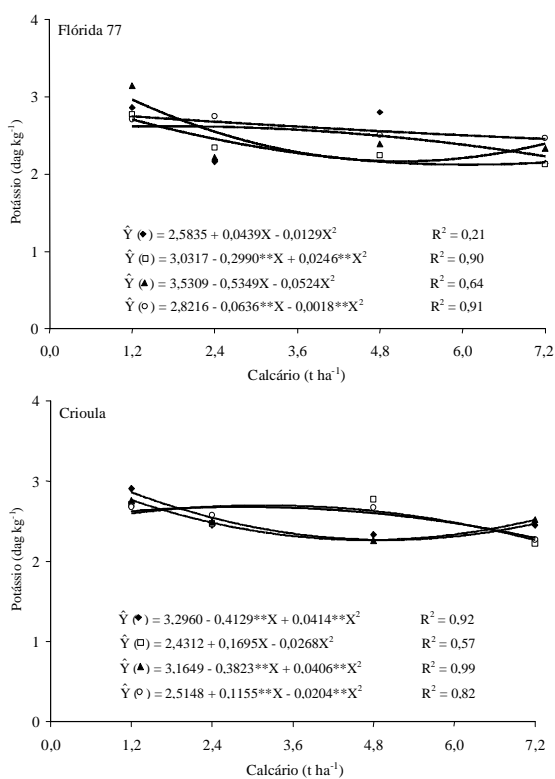 4
Flórida 77
3
2
1
0
Potássio (dag kg-1)
Ŷ (◆) = 2,5835 + 0,0439X - 0,0129X² R² = 0,21
Ŷ (□) = 3,0317 - 0,2990**X + 0,0246**X² R² = 0,90
Ŷ (▲) = 3,5309 - 0,5349X - 0,0524X² R² = 0,64
Ŷ (○) = 2,8216 - 0,0636**X - 0,0018**X² R² = 0,91
0,0 1,2 2,4 3,6 4,8 6,0 7,2
Calcário (t ha-1)
4
Crioula
3
2
1
0
Potássio (dag kg-1)
Ŷ (◆) = 3,2960 - 0,4129**X + 0,0414**X² R² = 0,92
Ŷ (□) = 2,4312 + 0,1695X - 0,0268X² R² = 0,57
Ŷ (▲) = 3,1649 - 0,3823**X + 0,0406**X² R² = 0,99
Ŷ (○) = 2,5148 + 0,1155**X - 0,0204**X² R² = 0,82
0,0 1,2 2,4 3,6 4,8 6,0 7,2
Calcário (t ha-1)